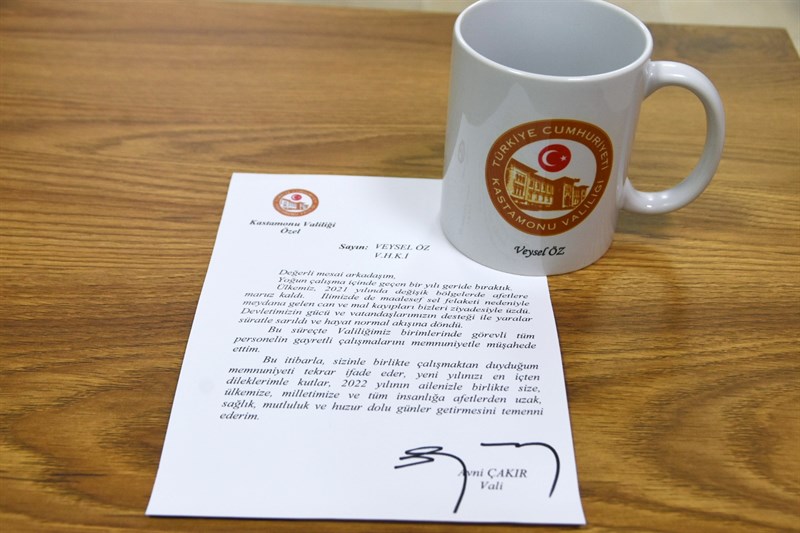 TÜRKİYE CUMHURİYETİ
KASTAMONU VALİLİĞİ
Veysel ÖZ
Kastamonu Valiliği
Özel
Sayın: VEYSEL ÖZ
V.H.K.I
Değerli mesai arkadaşım,
Yoğun çalışma içinde geçen bir yılı geride bıraktık.
Ülkemiz, 2021 yılında değişik bölgelerde afetlere
maruz kaldı. İlimizde de maalesef sel felaketi nedeniyle
meydana gelen can ve mal kayıpları bizleri ziyadesiyle üzdü.
Devletimizin gücü ve vatandaşlarımızın desteği ile yaralar
süratle sarıldı ve hayat normal akışına döndü.
Bu süreçte Valiliğimiz birimlerinde görevli tüm
personelin gayretli çalışmalarını memnuniyetle müşahede
ettim.
Bu itibarla, sizinle birlikte çalışmaktan duyduğum
memnuniyeti tekrar ifade eder, yeni yılınızı en içten
dileklerimle kutlar, 2022 yılının ailenizle birlikte size,
ülkemize, milletimize ve tüm insanlığa afetlerden uzak,
sağlık, mutluluk ve huzur dolu günler getirmesini temenni
ederim.
Avni ÇAKIR
Vali